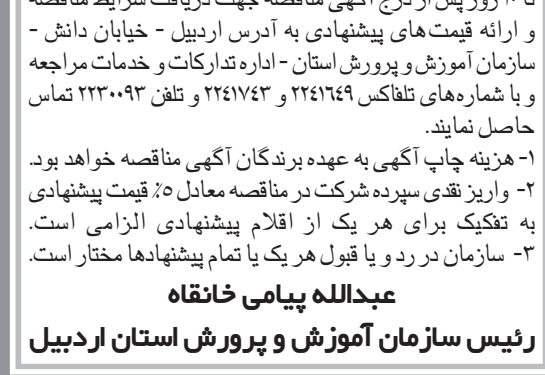 تا ۱۰ روز پس از درج آگهی مناقصه جهت دریافت شرایط مناقصه
و ارائه قیمت‌های پیشنهادی به آدرس اردبیل - خیابان دانش -
سازمان آموزش و پرورش استان - اداره تدارکات و خدمات مراجعه
و با شماره‌های تلفاکس ۲۲٤۱٦٤۹ و ۲۲٤۱۷٤۳ و تلفن ۲۲۳۰۰۹۳ تماس
حاصل نمایند.
۱- هزینه چاپ آگهی به عهده برندگان آگهی مناقصه خواهد بود.
۲- واریز نقدی سپرده شرکت در مناقصه معادل ۵٪ قیمت پیشنهادی
به تفکیک برای هر یک از اقلام پیشنهادی الزامی است.
۳- سازمان در رد و یا قبول هر یک یا تمام پیشنهادها مختار است.
عبدالله پیامی خانقاه
رئیس سازمان آموزش و پرورش استان اردبیل